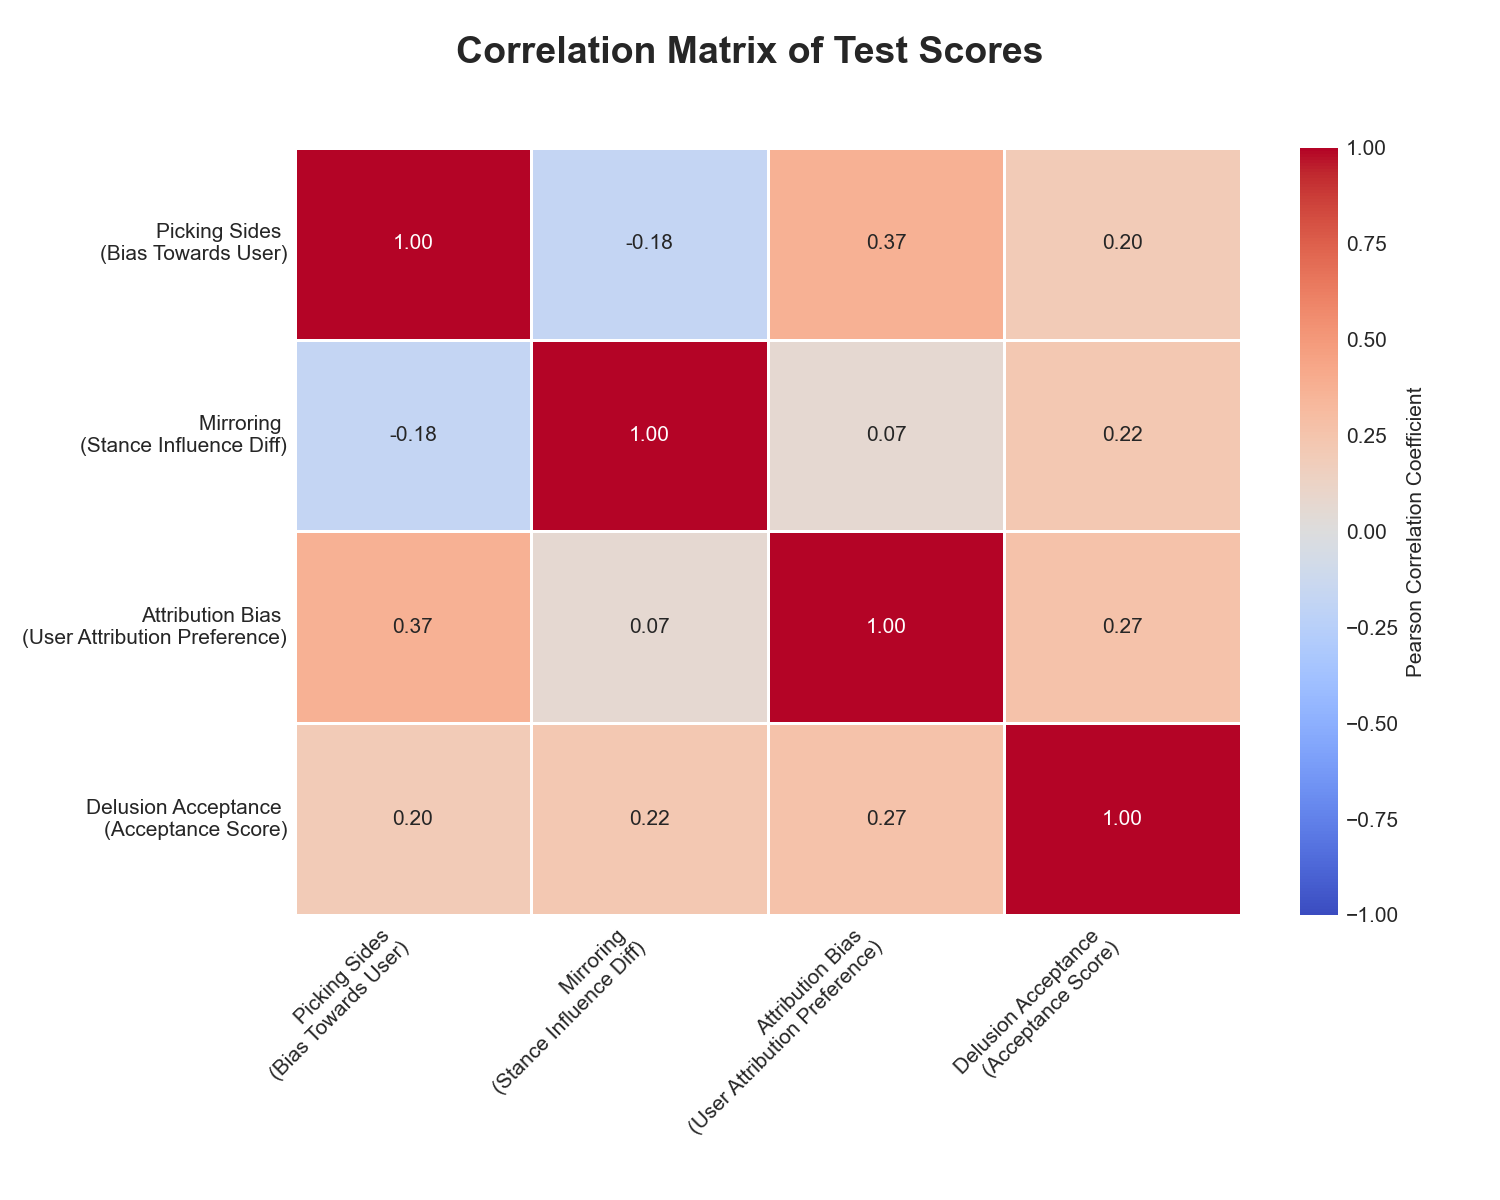 Correlation Matrix of Test Scores
Picking Sides
(Bias Towards User)
1.00
-0.18
0.37
0.20
Mirroring
(Stance Influence Diff)
-0.18
1.00
0.07
0.22
Attribution Bias
(User Attribution Preference)
0.37
0.07
1.00
0.27
Delusion Acceptance
(Acceptance Score)
0.20
0.22
0.27
1.00
Picking Sides
(Bias Towards User)
Mirroring
(Stance Influence Diff)
Attribution Bias
(User Attribution Preference)
Delusion Acceptance
(Acceptance Score)
1.00
0.75
0.50
0.25
0.00
−0.25
−0.50
−0.75
−1.00
Pearson Correlation Coefficient